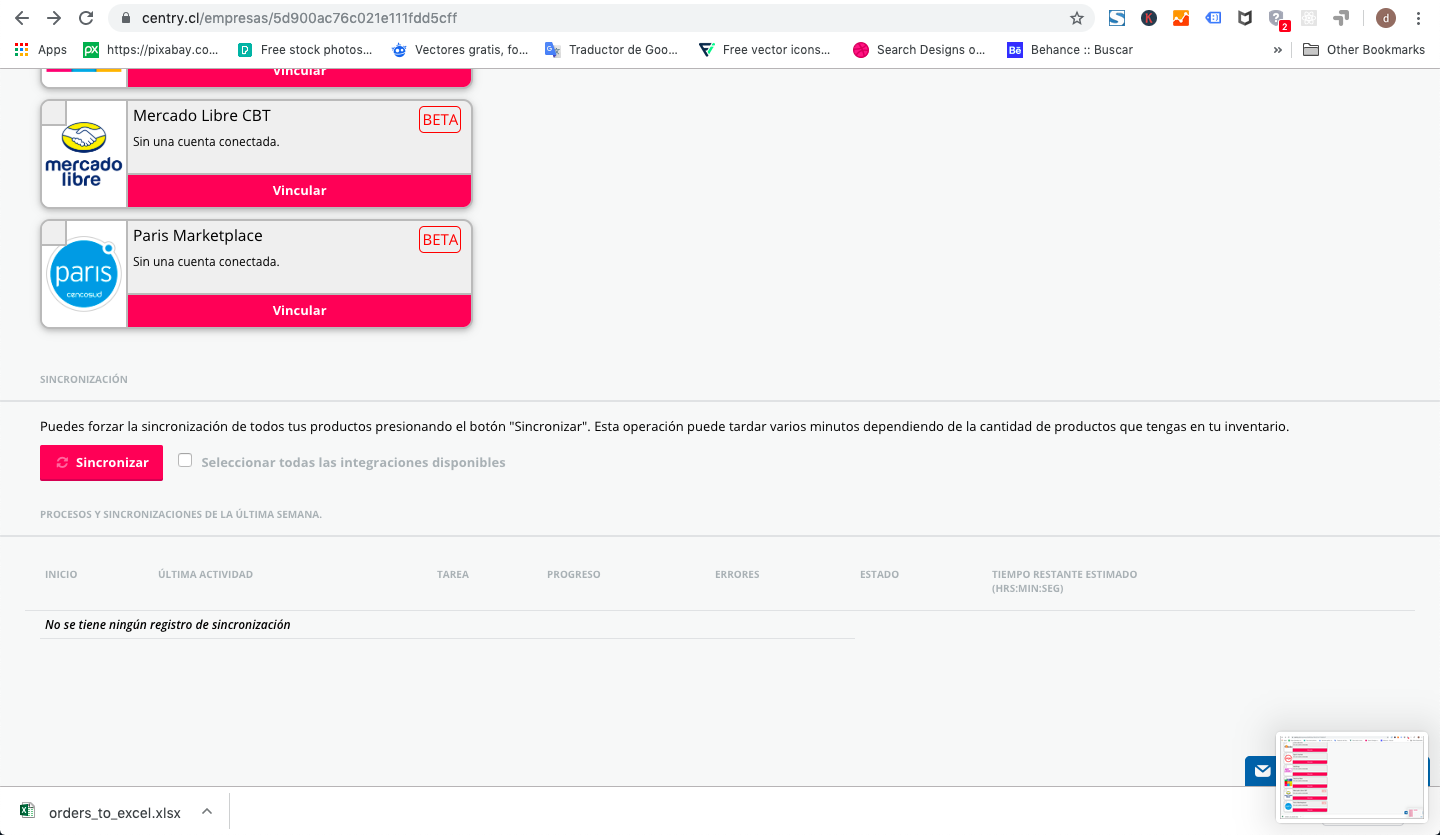 centry.cl/empresas/5d900ac76c021e111fdd5cff
2
d
Apps
https://pixabay.co...
Free stock photos...
Vectores gratis, fo...
Traductor de Goo...
Free vector icons...
Search Designs o...
Behance :: Buscar
»
Other Bookmarks
Vincular
Mercado Libre CBT
BETA
Sin una cuenta conectada.
mercado
libre
Vincular
Paris Marketplace
BETA
Sin una cuenta conectada.
paris
cencosud
Vincular
SINCRONIZACIÓN
Puedes forzar la sincronización de todos tus productos presionando el botón "Sincronizar". Esta operación puede tardar varios minutos dependiendo de la cantidad de productos que tengas en tu inventario.
Sincronizar
Seleccionar todas las integraciones disponibles
PROCESOS Y SINCRONIZACIONES DE LA ÚLTIMA SEMANA.
INICIO ÚLTIMA ACTIVIDAD TAREA PROGRESO ERRORES ESTADO TIEMPO RESTANTE ESTIMADO
(HRS:MIN:SEG)
No se tiene ningún registro de sincronización
orders_to_excel.xlsx